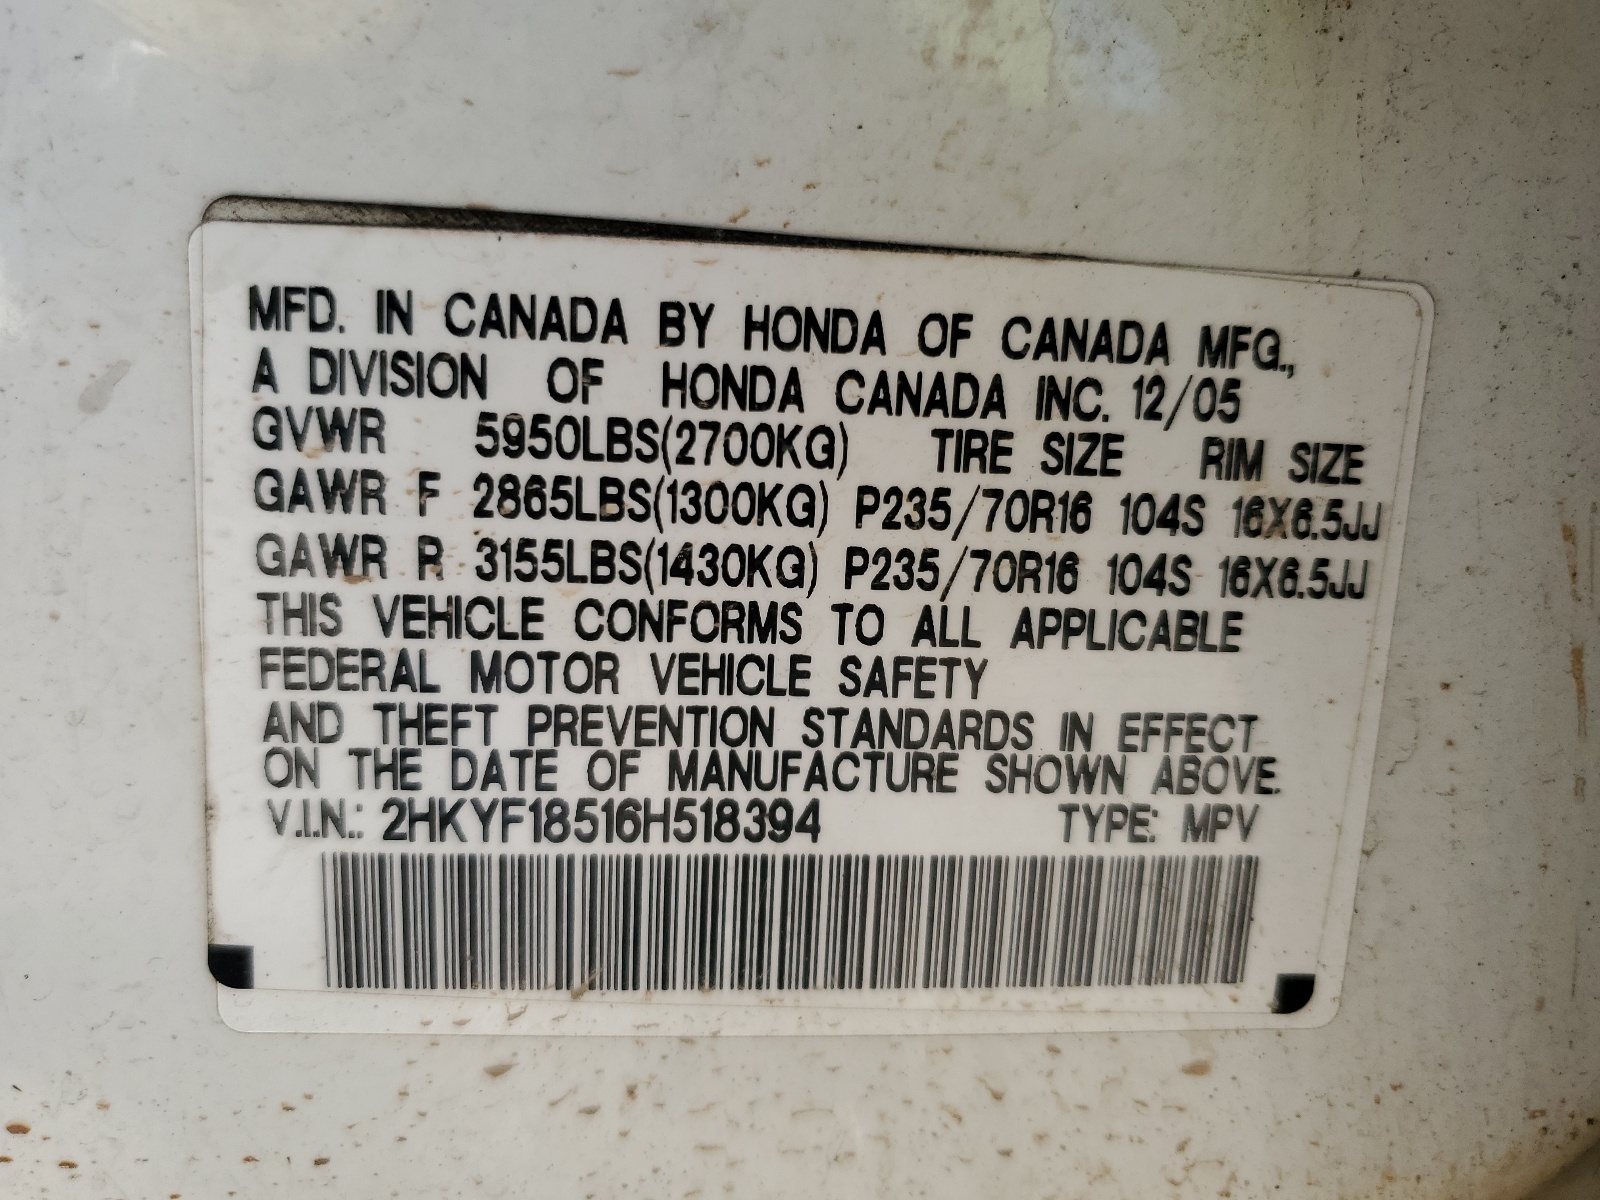 MFD. IN CANADA BY HONDA OF CANADA MFG.,
A DIVISION OF HONDA CANADA INC. 12/05
GVWR 5950LBS(2700KG) TIRE SIZE RIM SIZE
GAWR F 2865LBS(1300KG) P235/70R16 104S 16X6.5JJ
GAWR R 3155LBS(1430KG) P235/70R16 104S 16X6.5JJ
THIS VEHICLE CONFORMS TO ALL APPLICABLE
FEDERAL MOTOR VEHICLE SAFETY
AND THEFT PREVENTION STANDARDS IN EFFECT
ON THE DATE OF MANUFACTURE SHOWN ABOVE.
V.I.N.: 2HKYF18516H518394 TYPE: MPV